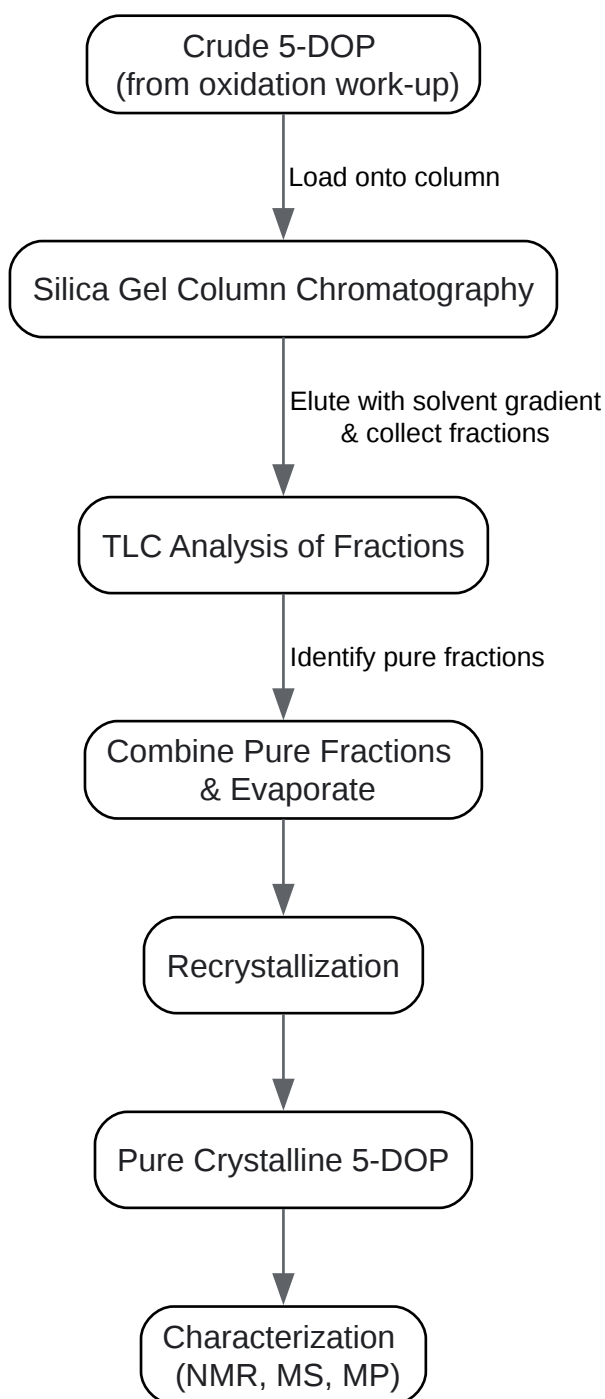 Crude 5-DOP
(from oxidation work-up)
Load onto column
Silica Gel Column Chromatography
Elute with solvent gradient
& collect fractions
TLC Analysis of Fractions
Identify pure fractions
Combine Pure Fractions
& Evaporate
Recrystallization
Pure Crystalline 5-DOP
Characterization
(NMR, MS, MP)